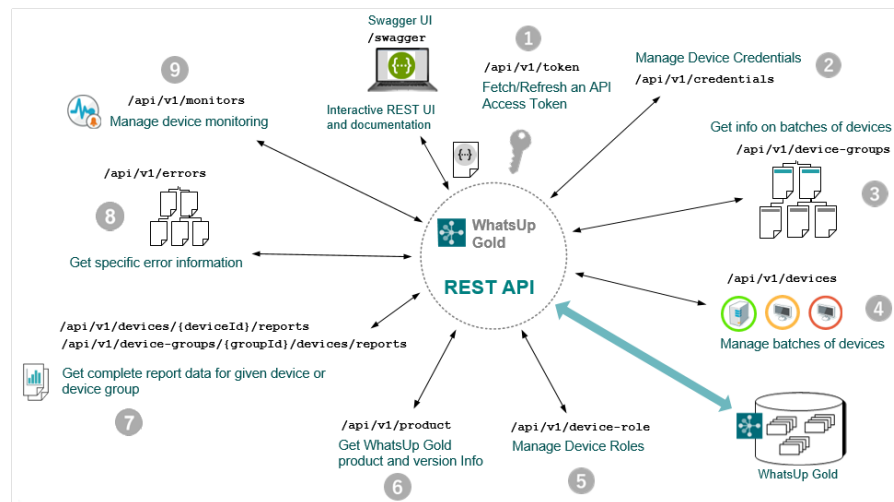 Swagger UI
/swagger
Interactive REST UI
and documentation
1
/api/v1/token
Fetch/Refresh an API
Access Token
Manage Device Credentials
2
/api/v1/credentials
Get info on batches of devices
/api/v1/device-groups
3
/api/v1/devices
4
Manage batches of devices
WhatsUp Gold
/api/v1/device-role
Manage Device Roles
5
/api/v1/product
Get WhatsUp Gold
product and version Info
6
/api/v1/devices/{deviceId}/reports
/api/v1/device-groups/{groupId}/devices/reports
Get complete report data for given device or
device group
7
/api/v1/errors
8
Get specific error information
9
/api/v1/monitors
Manage device monitoring
{··}
{··}
WhatsUp
Gold
REST API